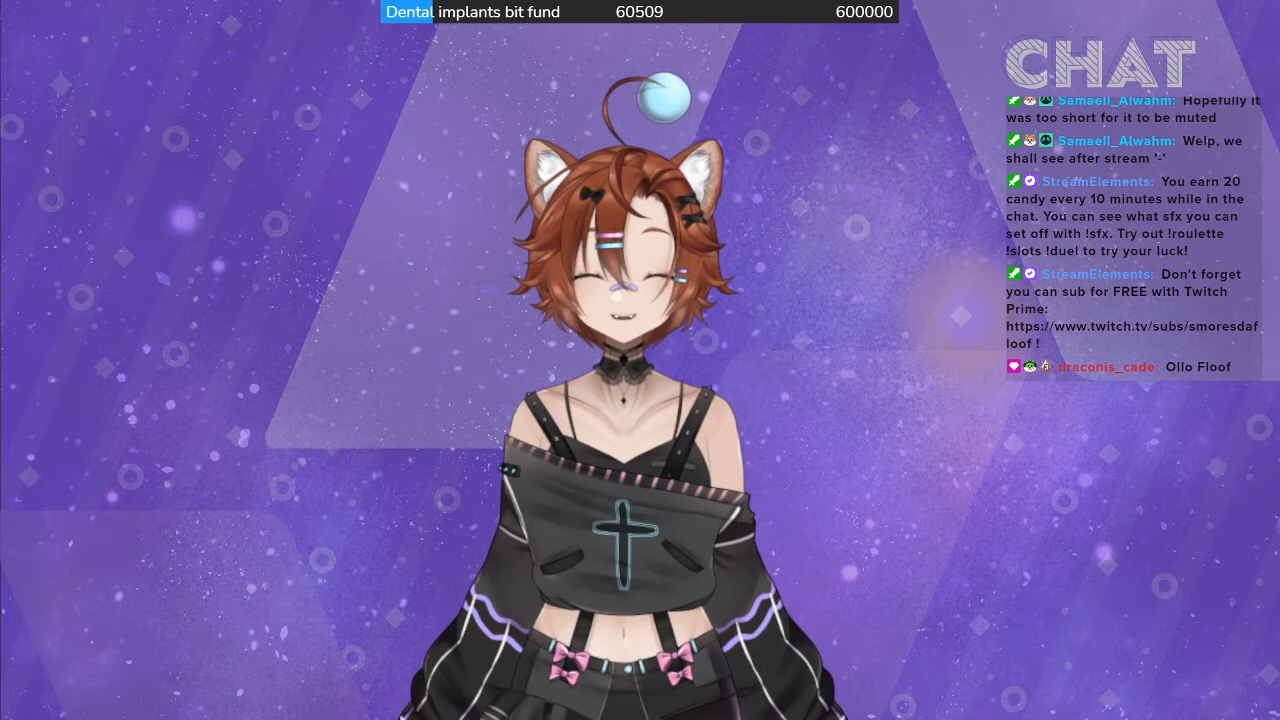 Dental implants bit fund 60509 600000
CHAT
Samaell_Alwahm: Hopefully it
was too short for it to be muted
Samaell_Alwahm: Welp, we
shall see after stream '-'
StreamElements: You earn 20
candy every 10 minutes while in the
chat. You can see what sfx you can
set off with !sfx. Try out !roulette
!slots !duel to try your luck!
StreamElements: Don't forget
you can sub for FREE with Twitch
Prime:
https://www.twitch.tv/subs/smoresdaf
loof !
draconis_cade: Ollo Floof